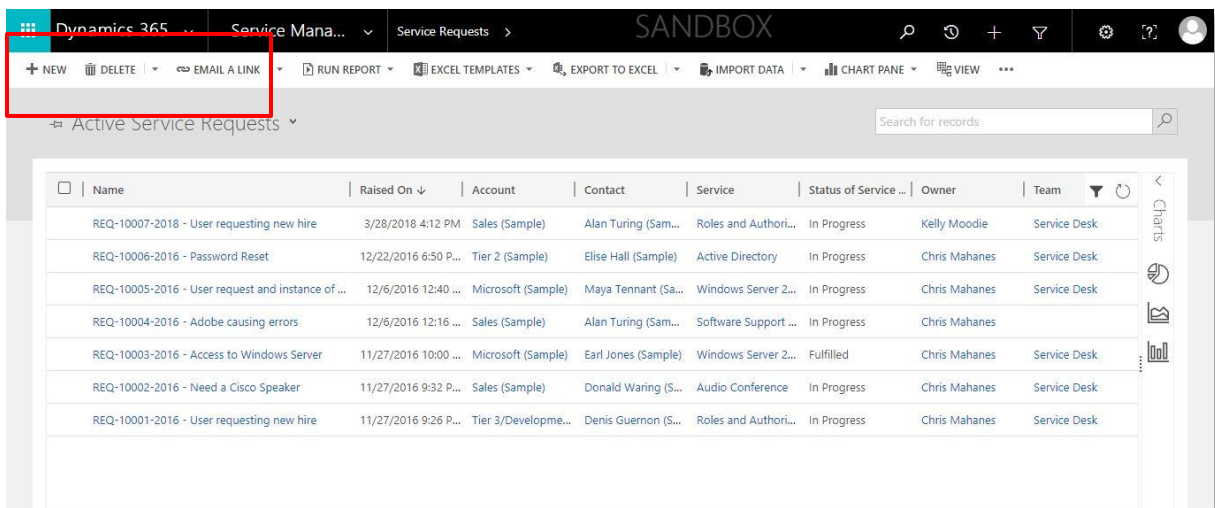 Dynamics 365 Service Mana... Service Requests > SANDBOX
+ NEW DELETE EMAIL A LINK RUN REPORT EXCEL TEMPLATES EXPORT TO EXCEL IMPORT DATA CHART PANE VIEW ...
Active Service Requests Search for records
Name Raised On ↓ Account Contact Service Status of Service ... Owner Team
REQ-10007-2018 - User requesting new hire 3/28/2018 4:12 PM Sales (Sample) Alan Turing (Sam... Roles and Authori... In Progress Kelly Moodie Service Desk
REQ-10006-2016 - Password Reset 12/22/2016 6:50 P... Tier 2 (Sample) Elise Hall (Sample) Active Directory In Progress Chris Mahanes Service Desk
REQ-10005-2016 - User request and instance of ... 12/6/2016 12:40 ... Microsoft (Sample) Maya Tennant (Sa... Windows Server 2... In Progress Chris Mahanes Service Desk
REQ-10004-2016 - Adobe causing errors 12/6/2016 12:16 ... Sales (Sample) Alan Turing (Sam... Software Support ... In Progress Chris Mahanes
REQ-10003-2016 - Access to Windows Server 11/27/2016 10:00 ... Microsoft (Sample) Earl Jones (Sample) Windows Server 2... Fulfilled Chris Mahanes Service Desk
REQ-10002-2016 - Need a Cisco Speaker 11/27/2016 9:32 P... Sales (Sample) Donald Waring (S... Audio Conference In Progress Chris Mahanes Service Desk
REQ-10001-2016 - User requesting new hire 11/27/2016 9:26 P... Tier 3/Developme... Denis Guernon (S... Roles and Authori... In Progress Chris Mahanes Service Desk
Charts